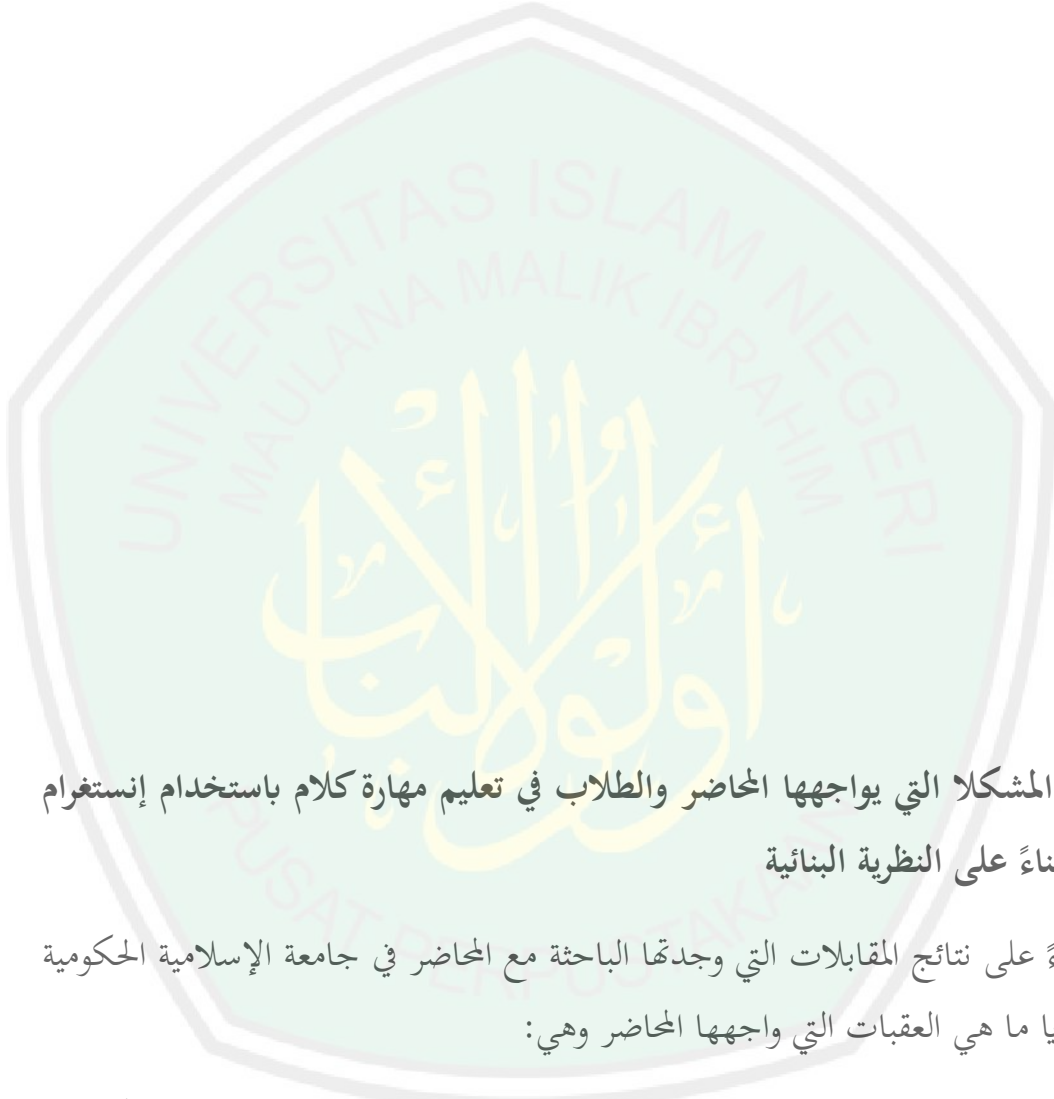 UNIVERSITAS ISLAM NEGERI
MAULANA MALIK IBRAHIM
أولوا الألباب
المشكلا التي يواجهها المحاضر والطلاب في تعليم مهارة كلام باستخدام إنستغرام
ناءً على النظرية البنائية
ءً على نتائج المقابلات التي وجدتها الباحثة مع المحاضر في جامعة الإسلامية الحكومية
يا ما هي العقبات التي واجهها المحاضر وهي:
PUSAT PERPUSTAKAAN